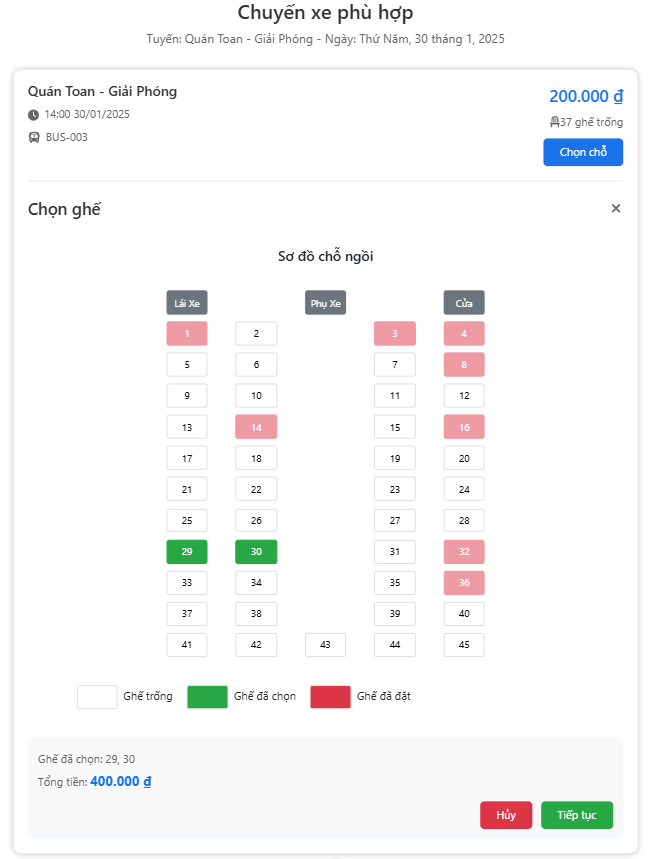 Chuyến xe phù hợp
Tuyến: Quán Toan - Giải Phóng - Ngày: Thứ Năm, 30 tháng 1, 2025
Quán Toan - Giải Phóng
200.000 ₫
14:00 30/01/2025
37 ghế trống
BUS-003
Chọn chỗ
Chọn ghế
×
Sơ đồ chỗ ngồi
Lái Xe Phụ Xe Cửa
1 2 3 4
5 6 7 8
9 10 11 12
13 14 15 16
17 18 19 20
21 22 23 24
25 26 27 28
29 30 31 32
33 34 35 36
37 38 39 40
41 42 43 44 45
Ghế trống Ghế đã chọn Ghế đã đặt
Ghế đã chọn: 29, 30
Tổng tiền: 400.000 ₫
Hủy Tiếp tục